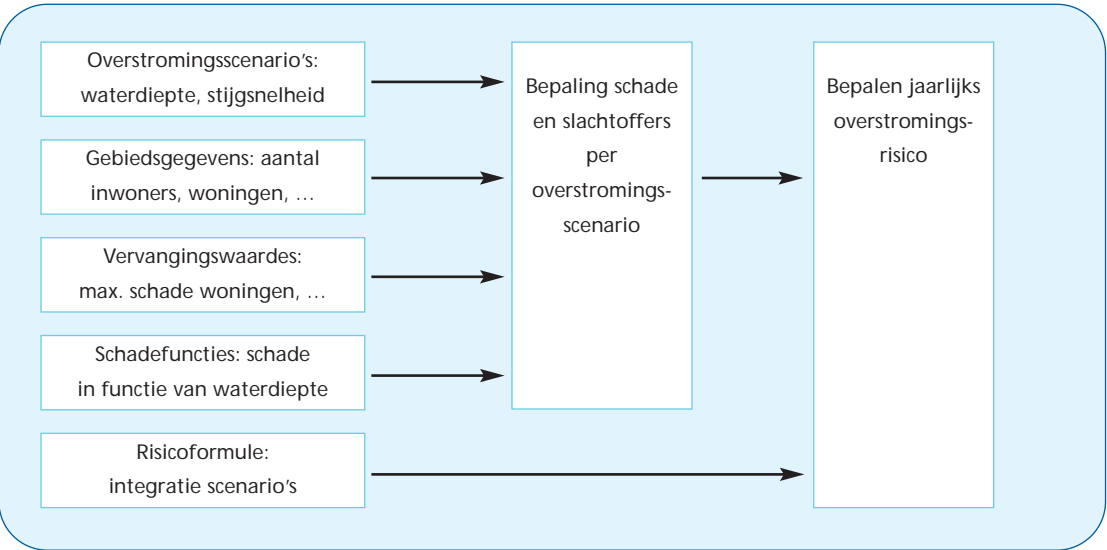 Overstromingsscenario's:
waterdiepte, stijgsnelheid
Gebiedsgegevens: aantal
inwoners, woningen, …
Vervangingswaardes:
max. schade woningen, …
Schadefuncties: schade
in functie van waterdiepte
Risicoformule:
integratie scenario's
Bepaling schade
en slachtoffers
per
overstromings-
scenario
Bepalen jaarlijks
overstromings-
risico